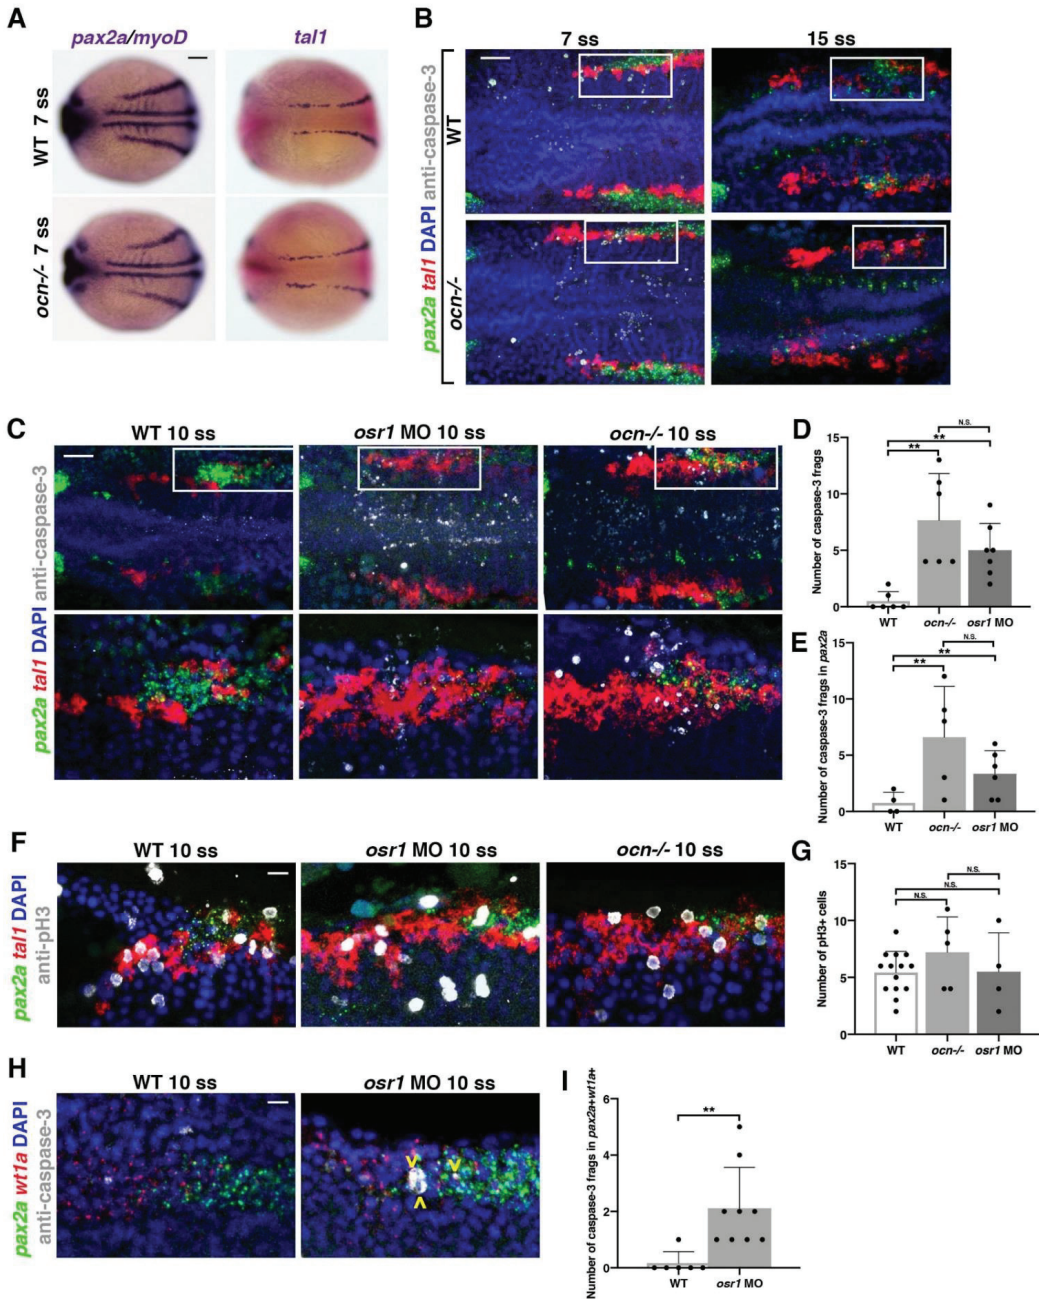 A
pax2a/myoD
tal1
WT 7 ss
ocn-/- 7 ss
B
7 ss
15 ss
pax2a tal1 DAPI anti-caspase-3
WT
ocn-/-
C
WT 10 ss
osr1 MO 10 ss
ocn-/- 10 ss
pax2a tal1 DAPI anti-caspase-3
D
Number of caspase-3 frags
15
10
5
0
N.S.
**
**
WT
ocn-/-
osr1 MO
E
Number of caspase-3 frags in pax2a
15
10
5
0
N.S.
**
**
WT
ocn-/-
osr1 MO
F
WT 10 ss
osr1 MO 10 ss
ocn-/- 10 ss
pax2a tal1 DAPI
anti-pH3
G
Number of pH3+ cells
15
10
5
0
N.S.
N.S.
N.S.
WT
ocn-/-
osr1 MO
H
WT 10 ss
osr1 MO 10 ss
pax2a wt1a DAPI
anti-caspase-3
I
Number of caspase-3 frags in pax2a+wt1a+
6
4
2
0
**
WT
osr1 MO